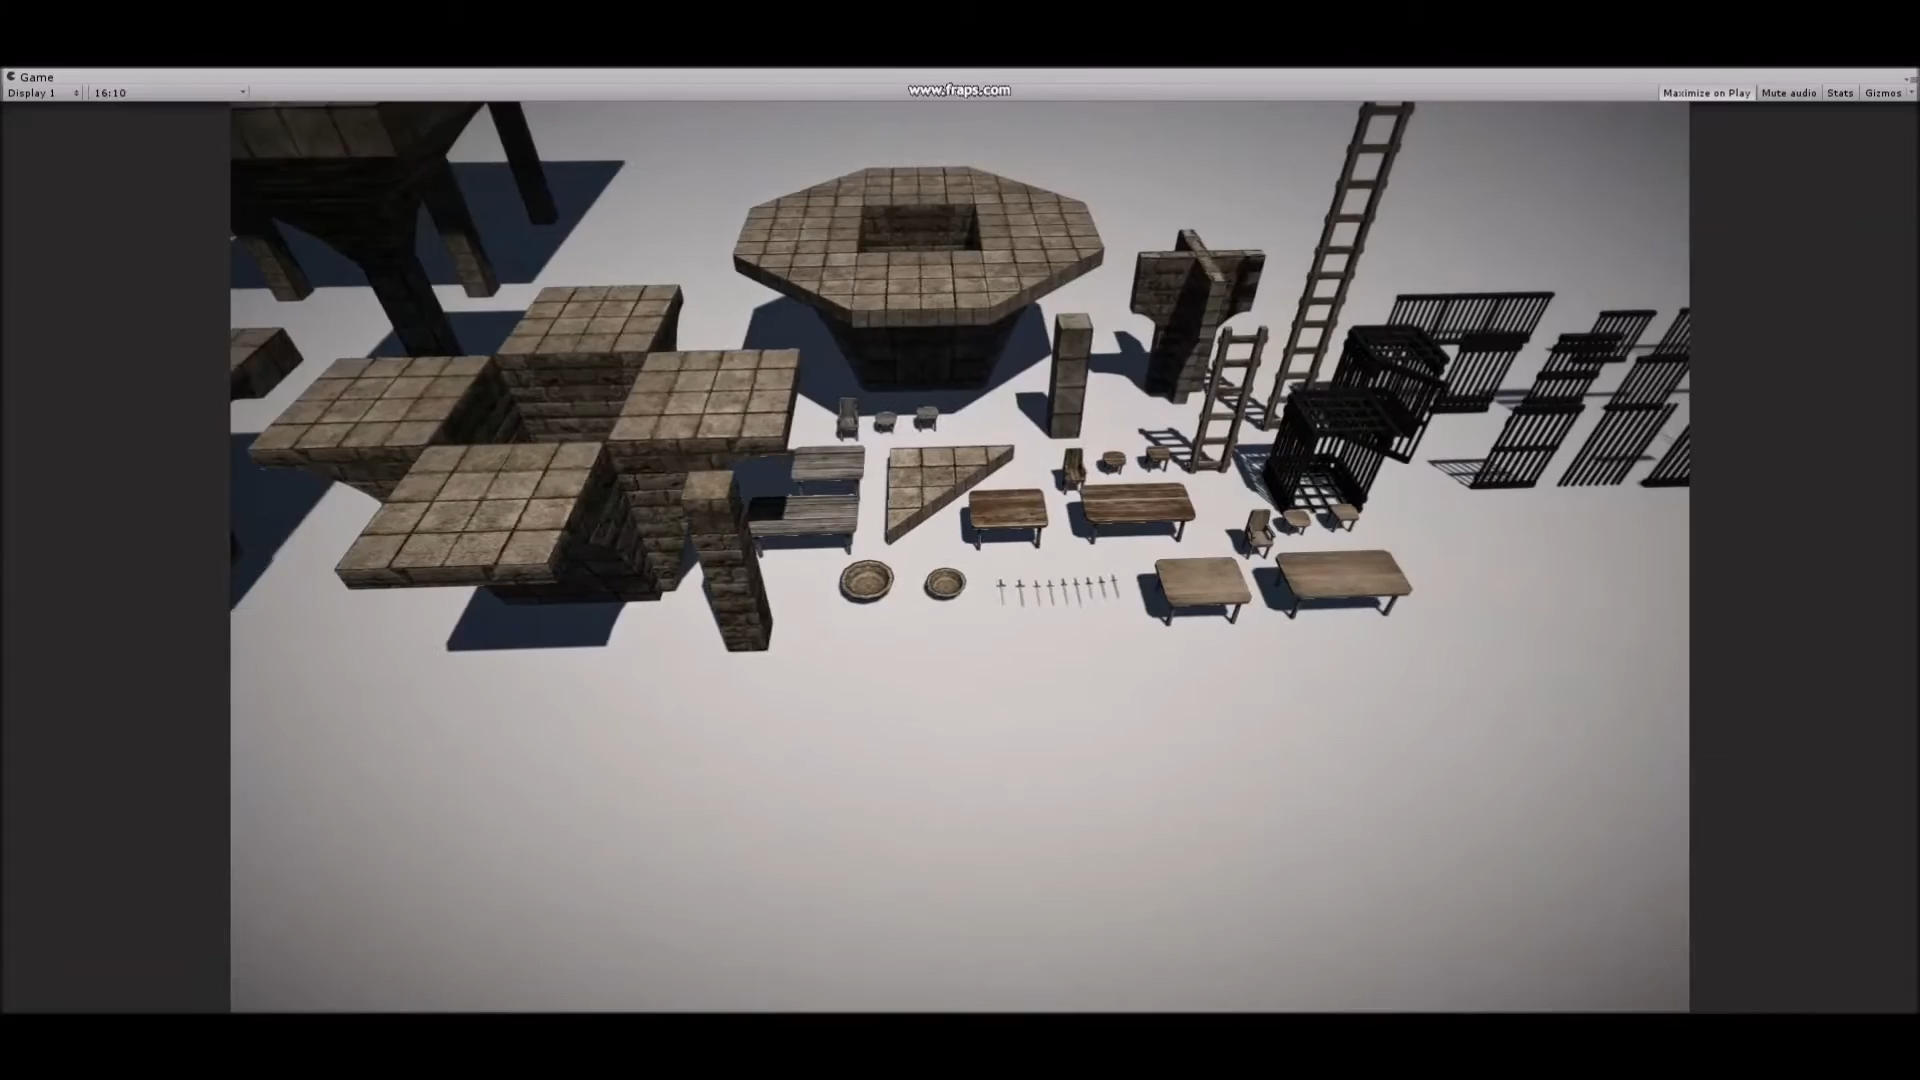 Game
Display 1
16:10
www.fraps.com
Maximize on Play
Mute audio
Stats
Gizmos